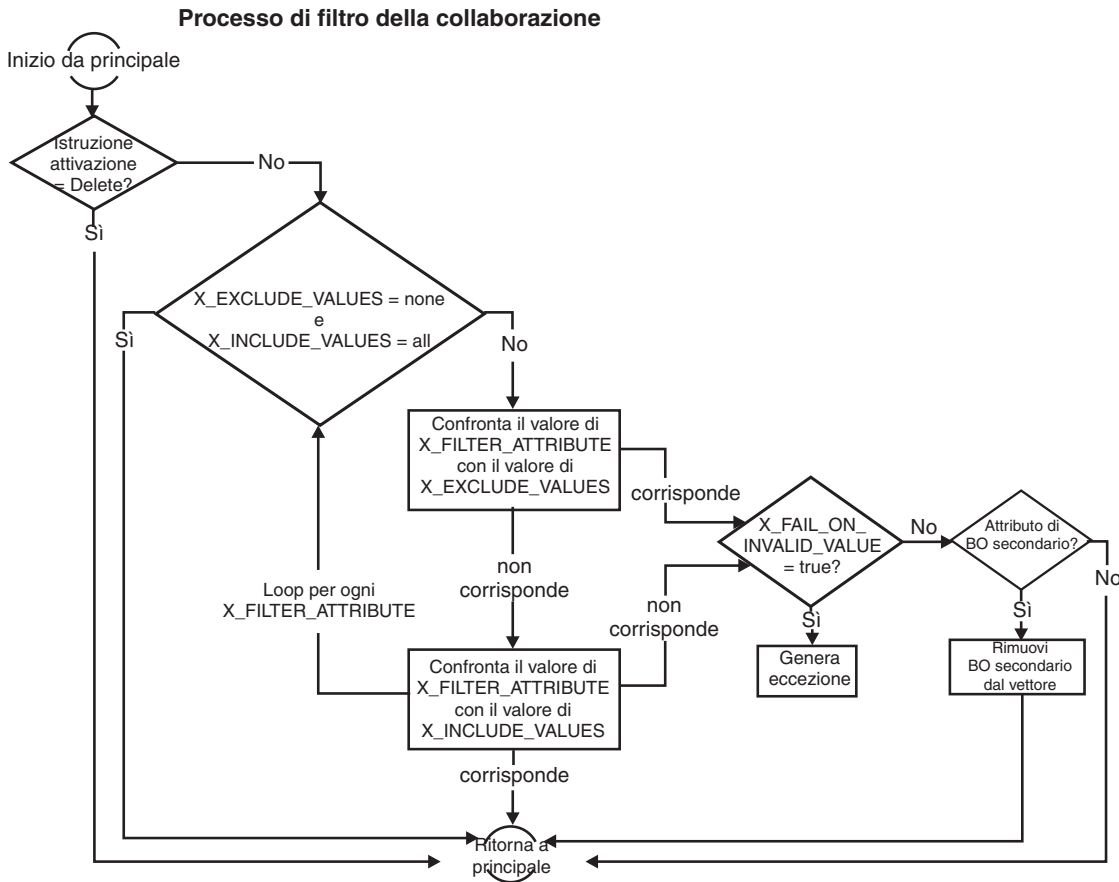 Processo di filtro della collaborazione
Inizio da principale
Istruzione
attivazione
= Delete?
No
Sì
X_EXCLUDE_VALUES = none
e
X_INCLUDE_VALUES = all
Sì
No
Confronta il valore di
X_FILTER_ATTRIBUTE
con il valore di
X_EXCLUDE_VALUES
corrisponde
X_FAIL_ON_
INVALID_VALUE
= true?
No
Attributo di
BO secondario?
No
non
corrisponde
Loop per ogni
X_FILTER_ATTRIBUTE
non
corrisponde
Sì
Sì
Confronta il valore di
X_FILTER_ATTRIBUTE
con il valore di
X_INCLUDE_VALUES
Genera
eccezione
Rimuovi
BO secondario
dal vettore
corrisponde
Ritorna a
principale